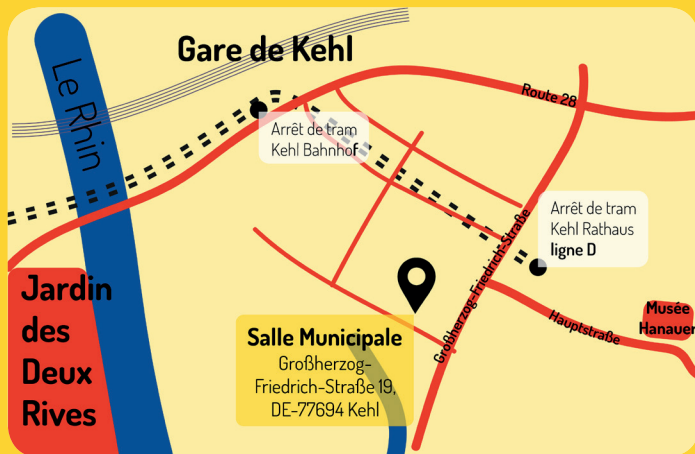 Gare de Kehl
Le Rhin
Route 28
Arrêt de tram
Kehl Bahnhof
Arrêt de tram
Kehl Rathaus
ligne D
Großherzog-Friedrich-Straße
Jardin
des
Deux
Rives
Musée
Hanauer
Hauptstraße
Salle Municipale
Großherzog-
Friedrich-Straße 19,
DE-77694 Kehl